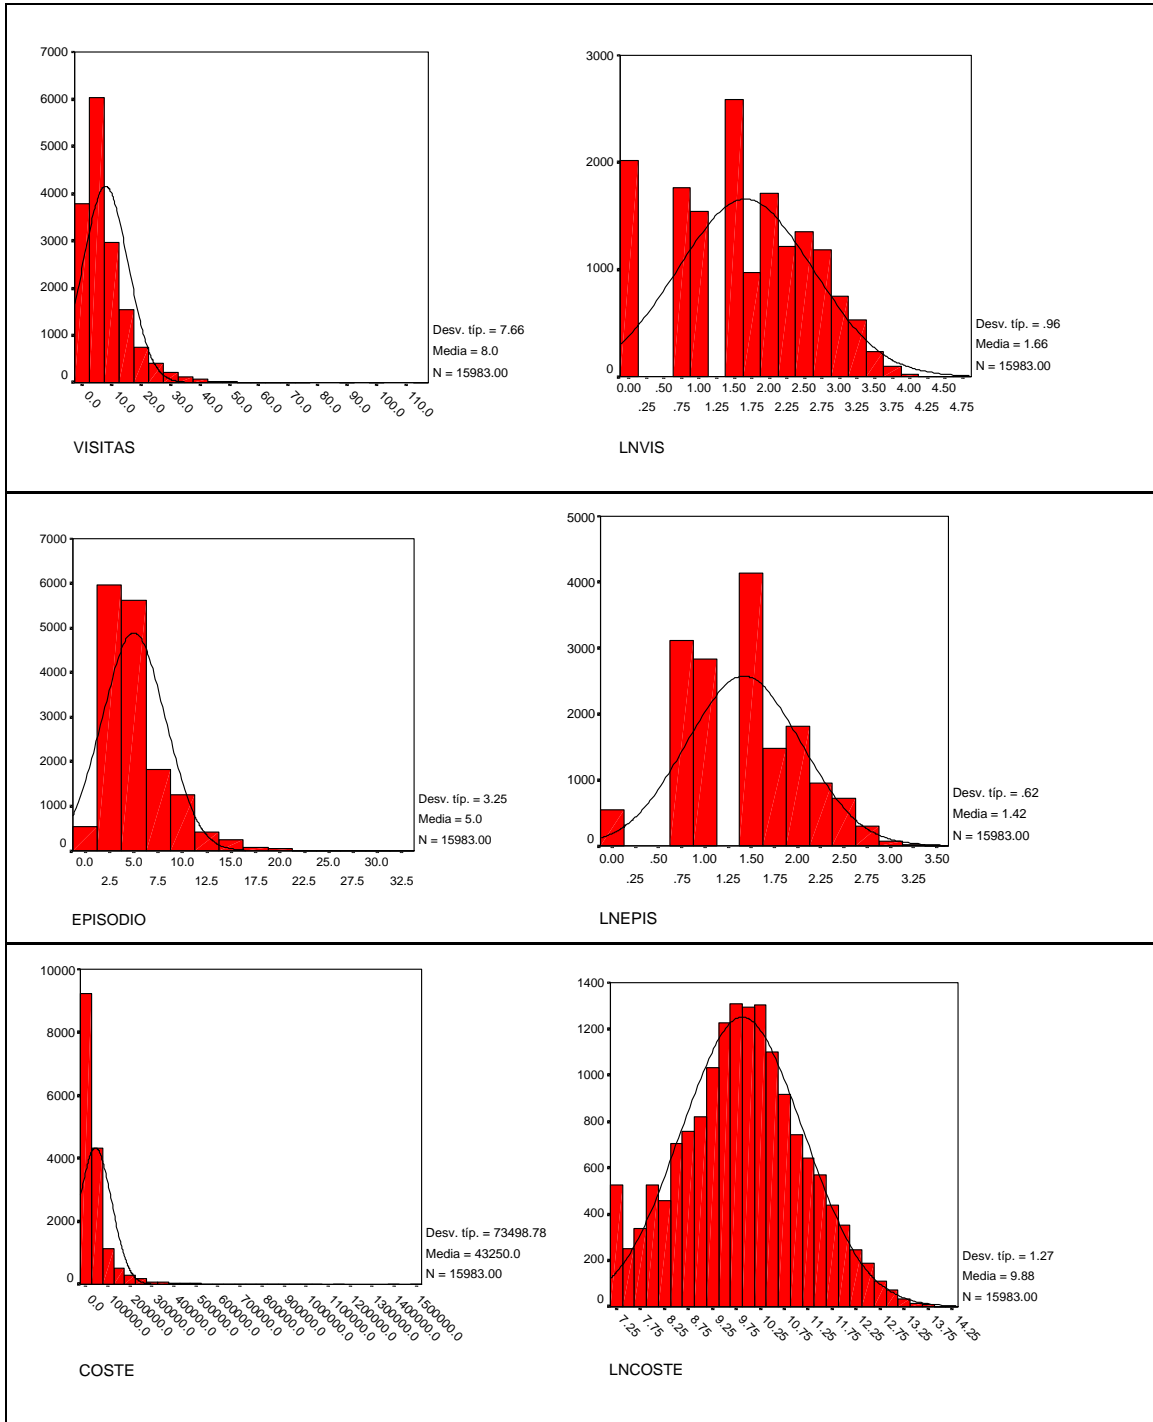 7000
6000
5000
4000
3000
2000
1000
0
0.0 10.0 20.0 30.0 40.0 50.0 60.0 70.0 80.0 90.0 100.0 110.0
VISITAS
Desv. típ. = 7.66
Media = 8.0
N = 15983.00
3000
2000
1000
0
0.00 .50 1.00 1.50 2.00 2.50 3.00 3.50 4.00 4.50
.25 .75 1.25 1.75 2.25 2.75 3.25 3.75 4.25 4.75
LNVIS
Desv. típ. = .96
Media = 1.66
N = 15983.00
7000
6000
5000
4000
3000
2000
1000
0
0.0 5.0 10.0 15.0 20.0 25.0 30.0
2.5 7.5 12.5 17.5 22.5 27.5 32.5
EPISODIO
Desv. típ. = 3.25
Media = 5.0
N = 15983.00
5000
4000
3000
2000
1000
0
0.00 .50 1.00 1.50 2.00 2.50 3.00 3.50
.25 .75 1.25 1.75 2.25 2.75 3.25
LNEPIS
Desv. típ. = .62
Media = 1.42
N = 15983.00
10000
8000
6000
4000
2000
0
0.0 100000.0 200000.0 300000.0 400000.0 500000.0 600000.0 700000.0 800000.0 900000.0 1000000.0 1100000.0 1200000.0 1300000.0 1400000.0 1500000.0
COSTE
Desv. típ. = 73498.78
Media = 43250.0
N = 15983.00
1400
1200
1000
800
600
400
200
0
7.25 7.75 8.25 8.75 9.25 9.75 10.25 10.75 11.25 11.75 12.25 12.75 13.25 13.75 14.25
LNCOSTE
Desv. típ. = 1.27
Media = 9.88
N = 15983.00